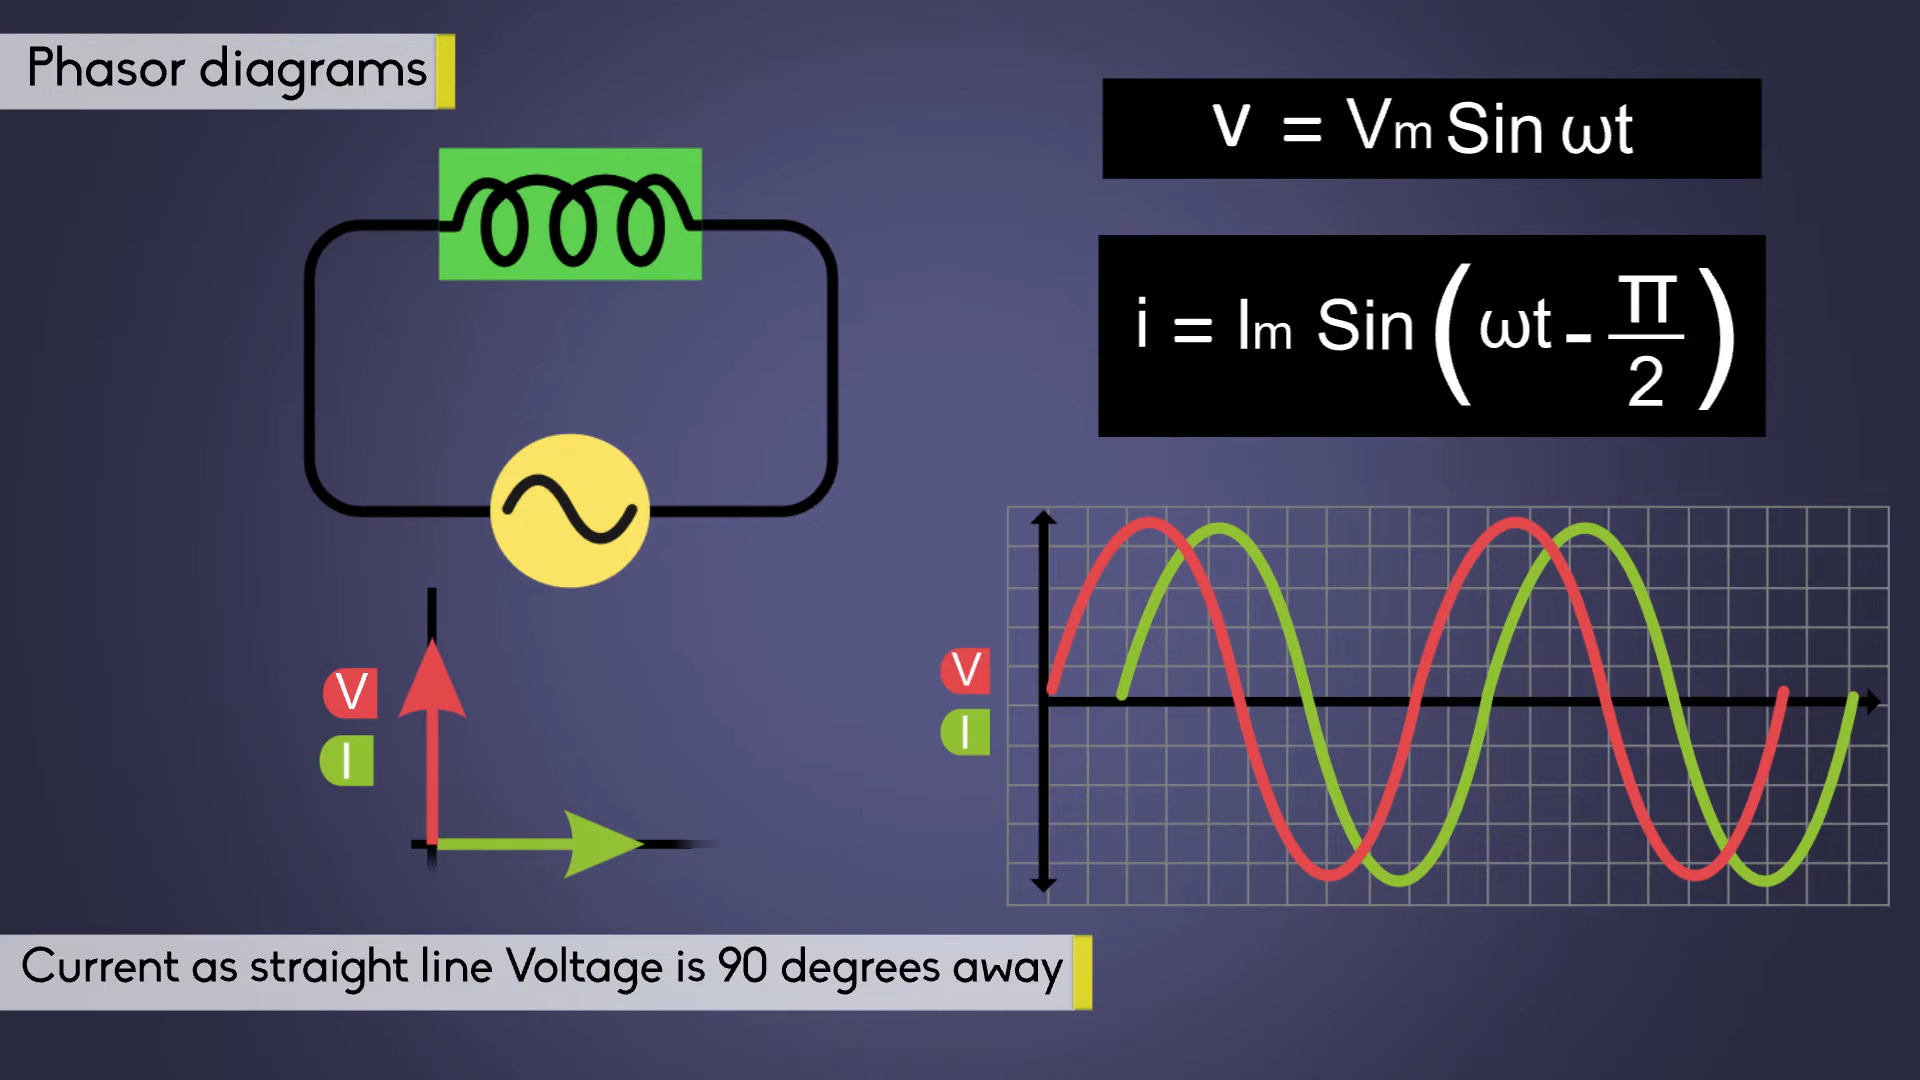 Phasor diagrams
v = Vm Sin ωt
i = Im Sin (ωt - π/2)
V
I
V
I
Current as straight line Voltage is 90 degrees away